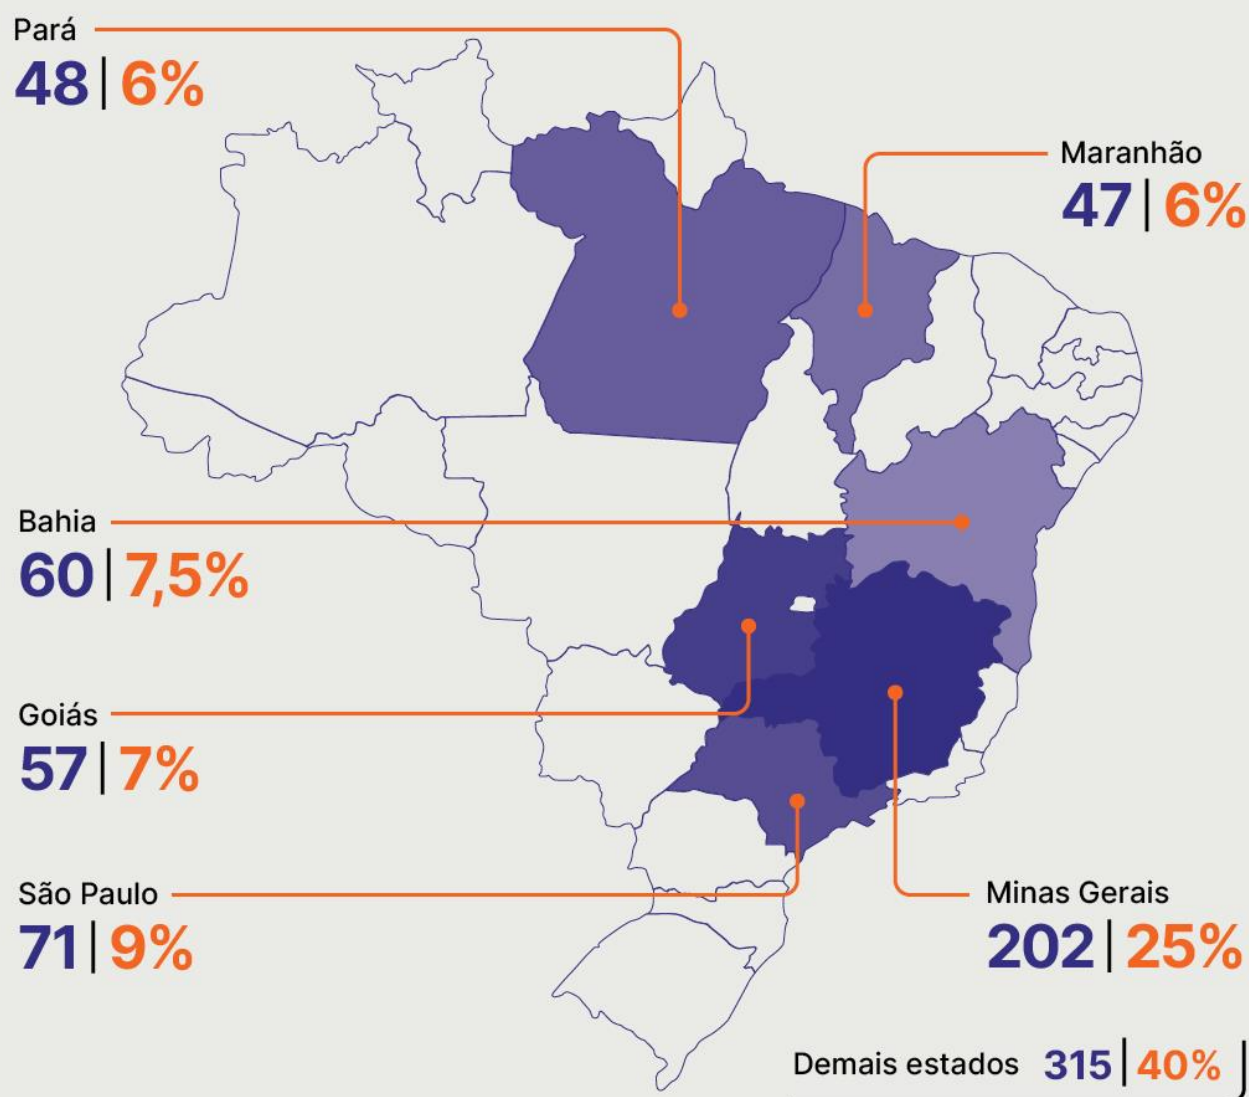 Pará
48 | 6%
Maranhão
47 | 6%
Bahia
60 | 7,5%
Goiás
57 | 7%
São Paulo
71 | 9%
Minas Gerais
202 | 25%
Demais estados 315 | 40%